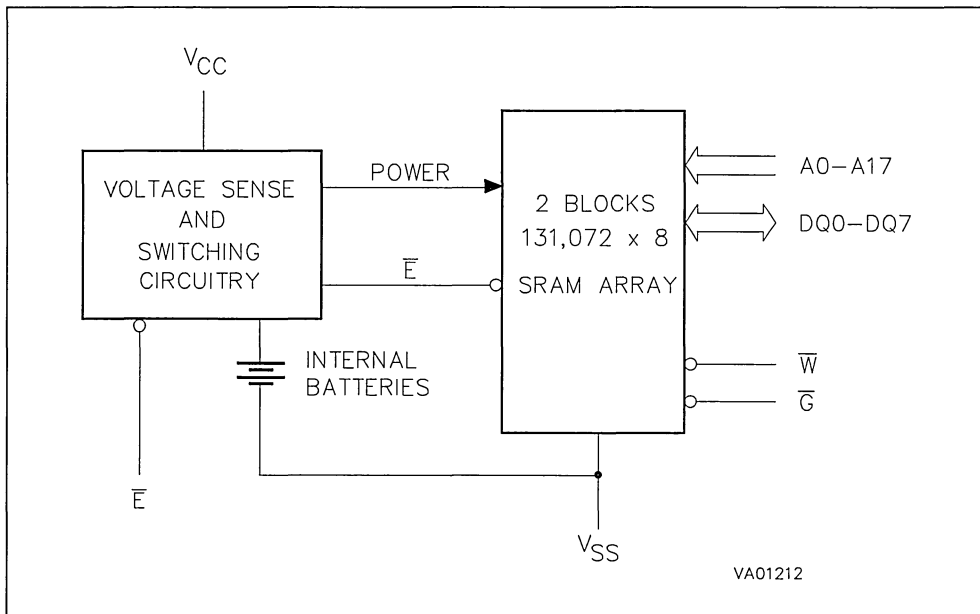 VCC
VOLTAGE SENSE
AND
SWITCHING
CIRCUITRY
POWER
E̅
2 BLOCKS
131,072 x 8
SRAM ARRAY
A0-A17
DQ0-DQ7
W̅
G̅
INTERNAL
BATTERIES
E̅
VSS
VA01212